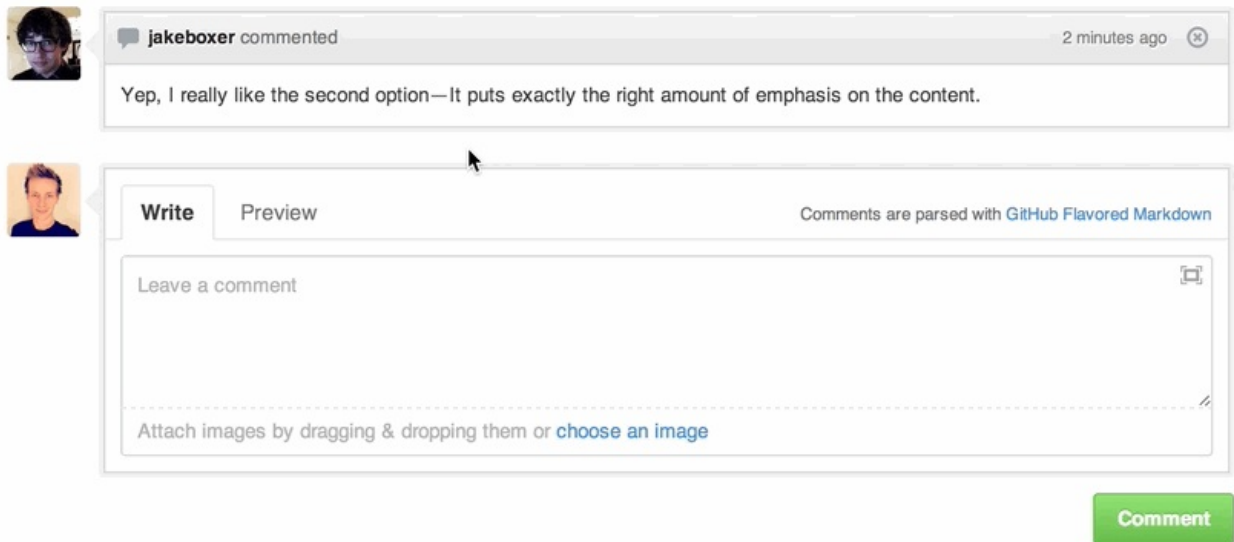 jakeboxer commented 2 minutes ago
Yep, I really like the second option—It puts exactly the right amount of emphasis on the content.
Write Preview Comments are parsed with GitHub Flavored Markdown
Leave a comment
Attach images by dragging & dropping them or choose an image
Comment